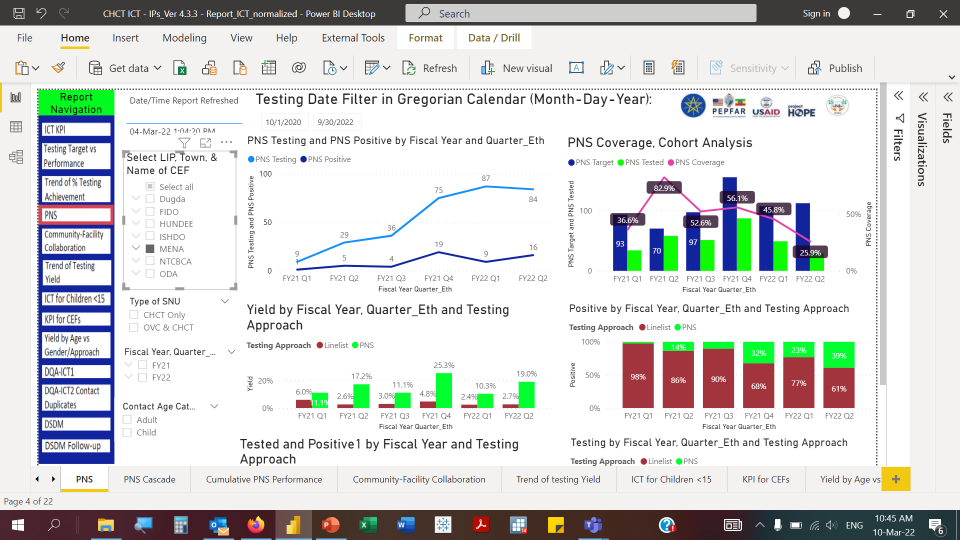 CHCT ICT - IPs_Ver 4.3.3 - Report_ICT_normalized - Power BI Desktop
Search
Sign in
File
Home
Insert
Modeling
View
Help
External Tools
Format
Data / Drill
Get data
Refresh
New visual
Sensitivity
Publish
Report
Navigation
ICT KPI
Testing Target vs
Performance
Trend of % Testing
Achievement
PNS
Community-Facility
Collaboration
Trend of Testing
Yield
ICT for Children <15
KPI for CEFs
Yield by Age vs
Gender/Approach
DQA-ICT1
DQA-ICT2 Contact
Duplicates
DSDM
DSDM Follow-up
Date/Time Report Refreshed
04-Mar-22 1:04:20 PM
Select LIP, Town, &
Name of CEF
Select all
Dugda
FIDO
HUNDEE
ISHDO
MENA
NTCBCA
ODA
Type of SNU
CHCT Only
OVC & CHCT
Fiscal Year, Quarter_...
FY21
FY22
Contact Age Cat...
Adult
Child
Testing Date Filter in Gregorian Calendar (Month-Day-Year):
10/1/2020
9/30/2022
PEPFAR
USAID
project
HOPE
PNS Testing and PNS Positive by Fiscal Year and Quarter_Eth
PNS Testing
PNS Positive
PNS Testing and PNS Positive
100
50
0
9
29
36
75
87
84
1
5
4
19
9
16
FY21 Q1
FY21 Q2
FY21 Q3
FY21 Q4
FY22 Q1
FY22 Q2
Fiscal Year Quarter_Eth
PNS Coverage, Cohort Analysis
PNS Target
PNS Tested
PNS Coverage
PNS Target and PNS Tested
100
0
36.6%
82.9%
52.6%
56.1%
45.8%
25.9%
93
70
97
50%
0%
PNS Coverage
FY21 Q1
FY21 Q2
FY21 Q3
FY21 Q4
FY22 Q1
FY22 Q2
Fiscal Year Quarter_Eth
Yield by Fiscal Year, Quarter_Eth and Testing
Approach
Testing Approach
Linelist
PNS
Yield
20%
0%
6.0%
11.1%
2.6%
17.2%
3.0%
11.1%
4.8%
25.3%
2.4%
10.3%
2.7%
19.0%
FY21 Q1
FY21 Q2
FY21 Q3
FY21 Q4
FY22 Q1
FY22 Q2
Fiscal Year Quarter_Eth
Positive by Fiscal Year, Quarter_Eth and Testing Approach
Testing Approach
Linelist
PNS
Positive
100%
50%
0%
98%
14%
86%
90%
32%
68%
23%
77%
39%
61%
FY21 Q1
FY21 Q2
FY21 Q3
FY21 Q4
FY22 Q1
FY22 Q2
Fiscal Year Quarter_Eth
Tested and Positive1 by Fiscal Year and Testing
Approach
Testing by Fiscal Year, Quarter_Eth and Testing Approach
Testing Approach
Linelist
PNS
Filters
Visualizations
Fields
PNS
PNS Cascade
Cumulative PNS Performance
Community-Facility Collaboration
Trend of testing Yield
ICT for Children <15
KPI for CEFs
Yield by Age vs
Page 4 of 22
ENG
10:45 AM
10-Mar-22
6